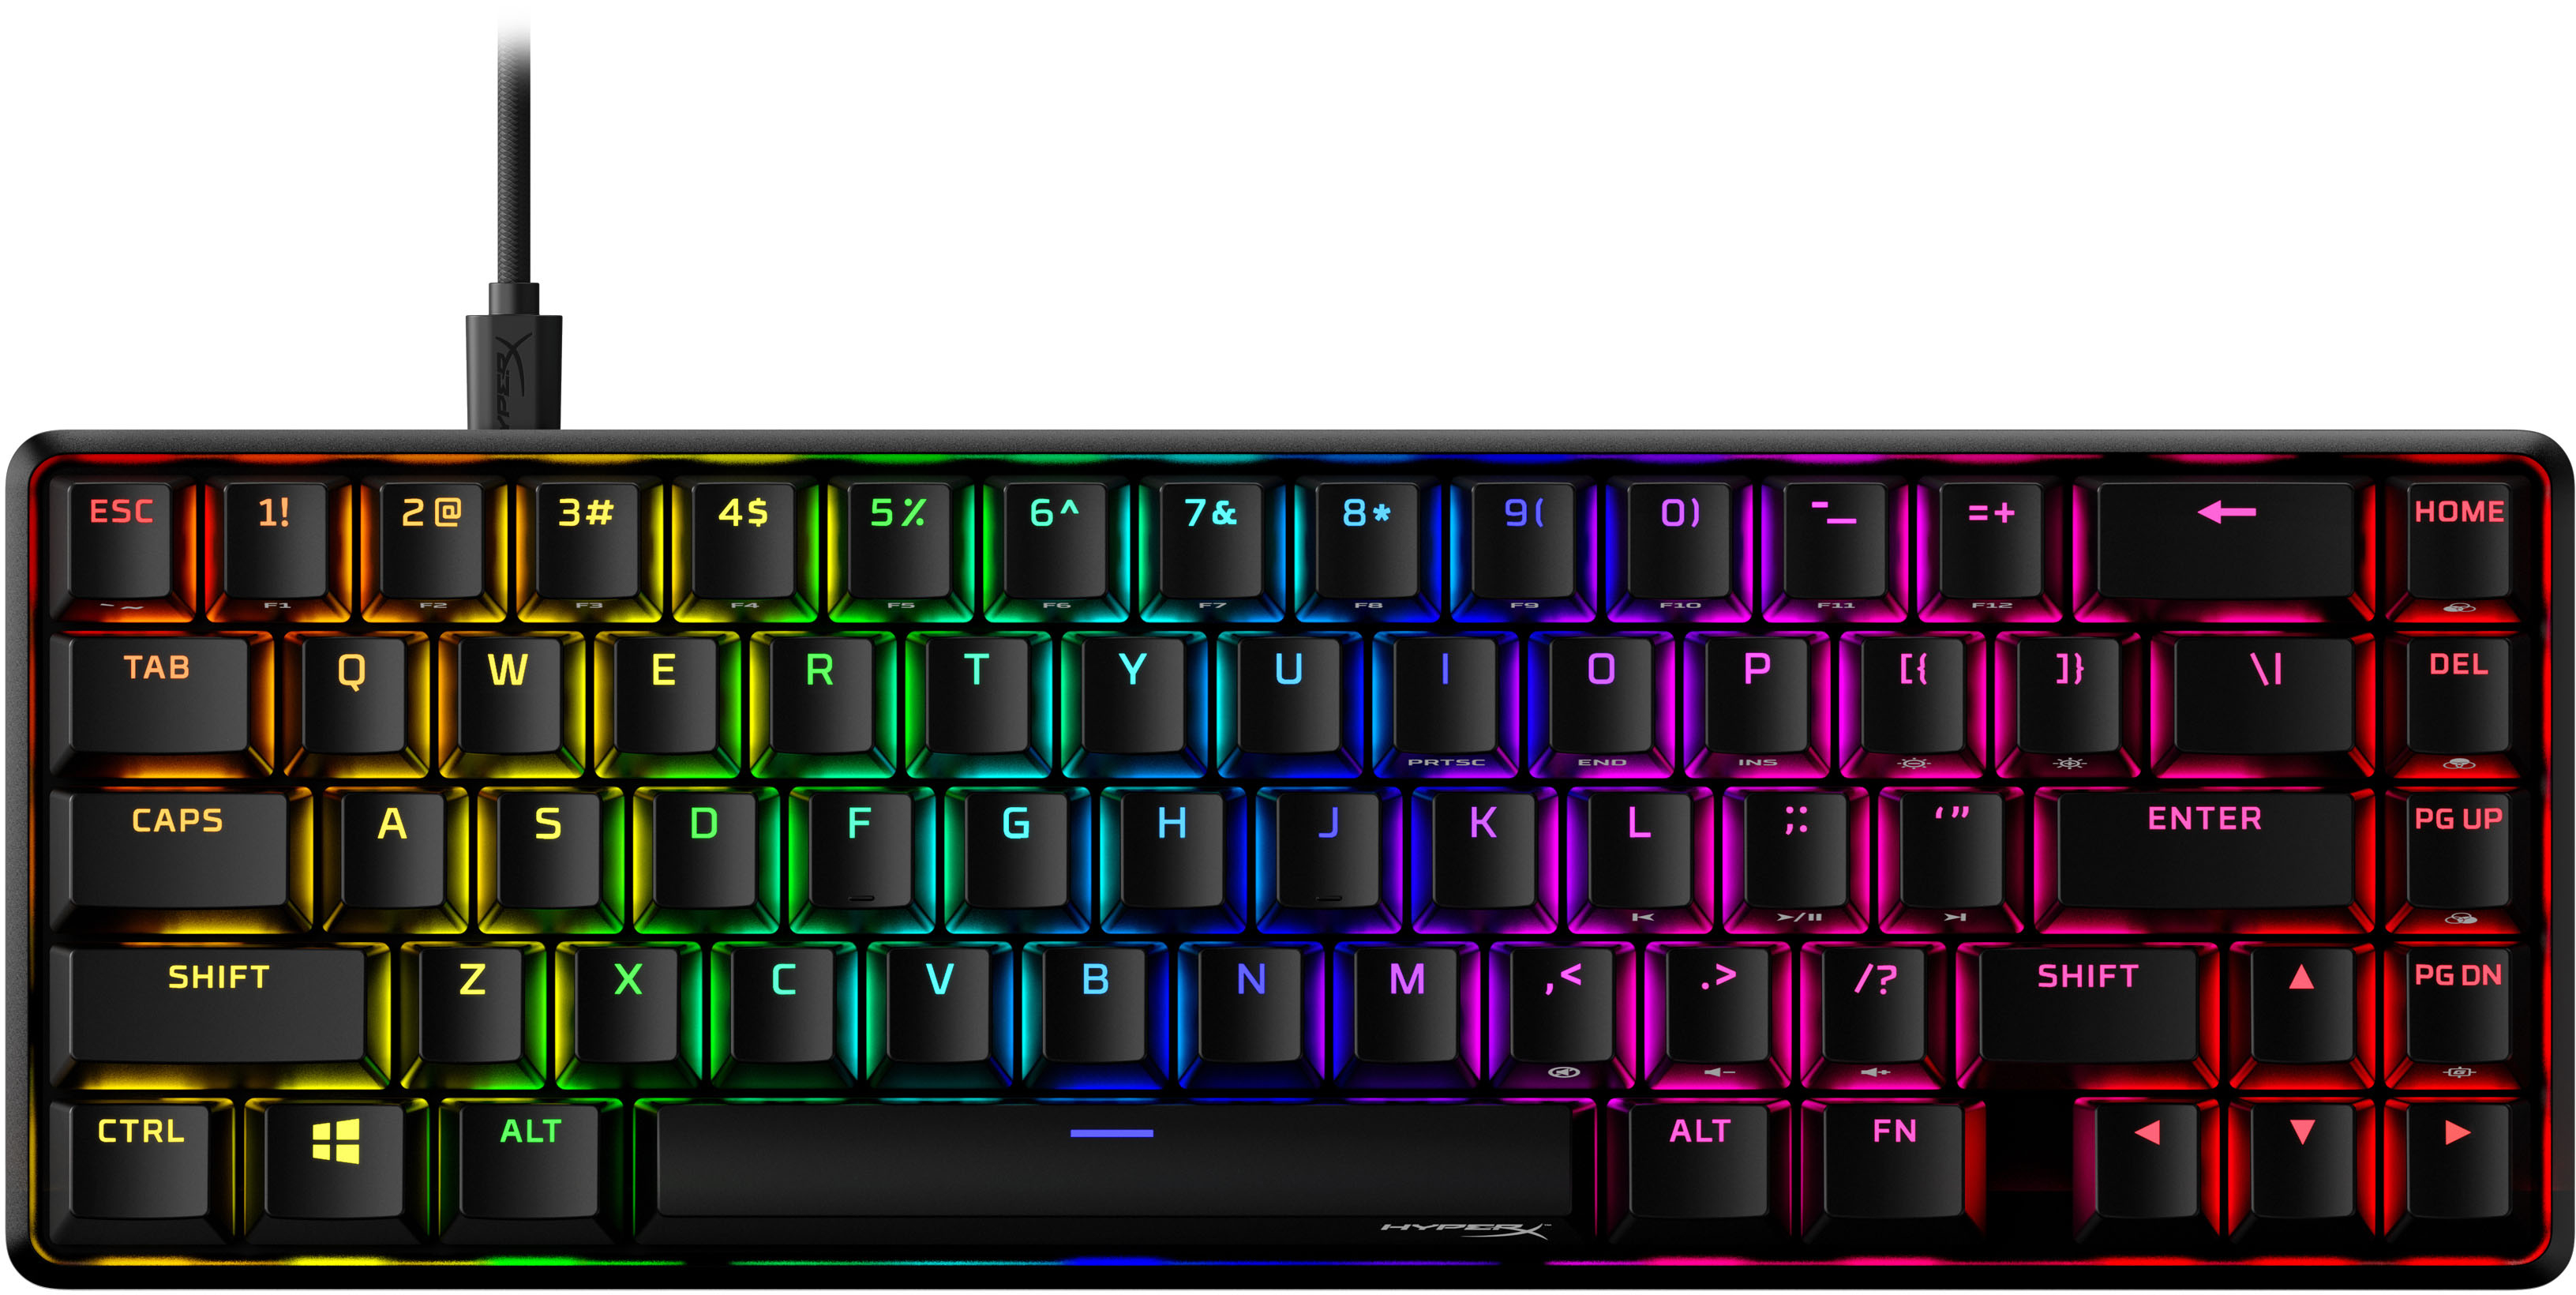 HYPERX
ESC 1! 2@ 3# 4$ 5% 6^ 7& 8* 9( 0) -_ =+ ← HOME
`~ F1 F2 F3 F4 F5 F6 F7 F8 F9 F10 F11 F12
TAB Q W E R T Y U I O P [{ ]} \| DEL
PRTSC END INS
CAPS A S D F G H J K L ;: ‘” ENTER PG UP
SHIFT Z X C V B N M ,< .> /? SHIFT ▲ PG DN
CTRL ALT ALT FN ◀ ▼ ▶
HYPERX